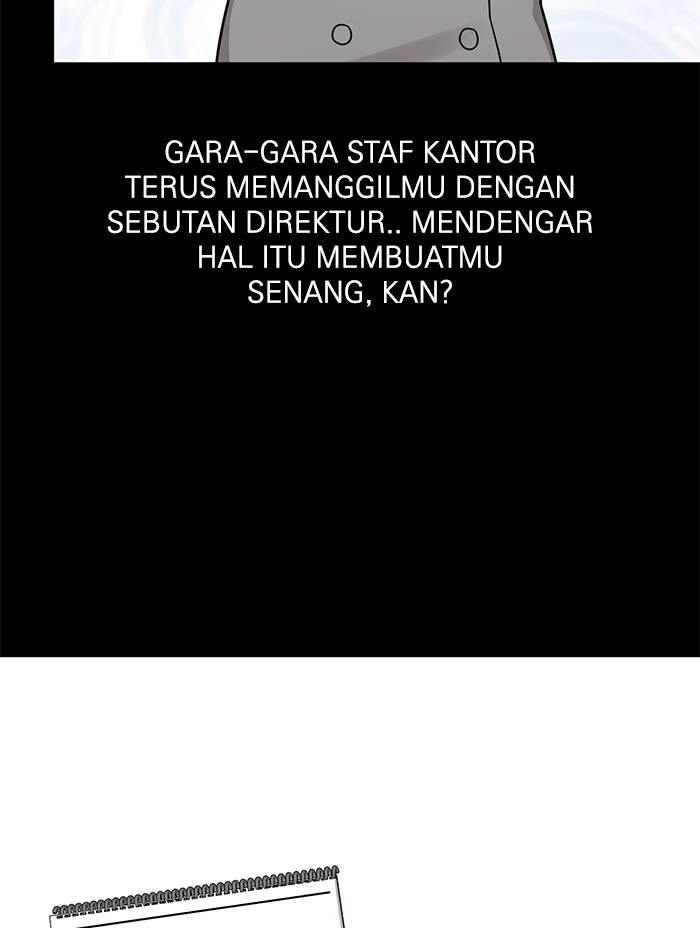 GARA-GARA STAF KANTOR
TERUS MEMANGGILMU DENGAN
SEBUTAN DIREKTUR.. MENDENGAR
HAL ITU MEMBUATMU
SENANG, KAN?